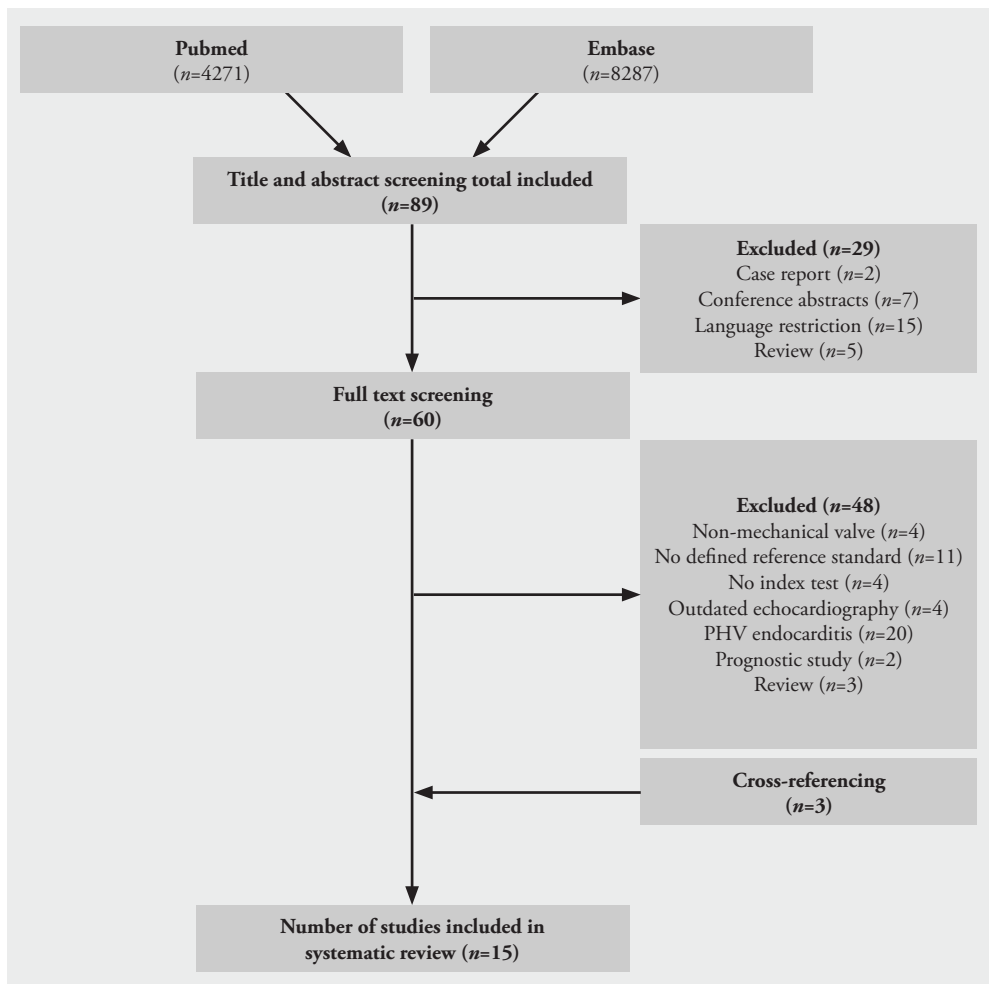 Pubmed
(n=4271)
Embase
(n=8287)
Title and abstract screening total included
(n=89)
Excluded (n=29)
Case report (n=2)
Conference abstracts (n=7)
Language restriction (n=15)
Review (n=5)
Full text screening
(n=60)
Excluded (n=48)
Non-mechanical valve (n=4)
No defined reference standard (n=11)
No index test (n=4)
Outdated echocardiography (n=4)
PHV endocarditis (n=20)
Prognostic study (n=2)
Review (n=3)
Cross-referencing
(n=3)
Number of studies included in
systematic review (n=15)